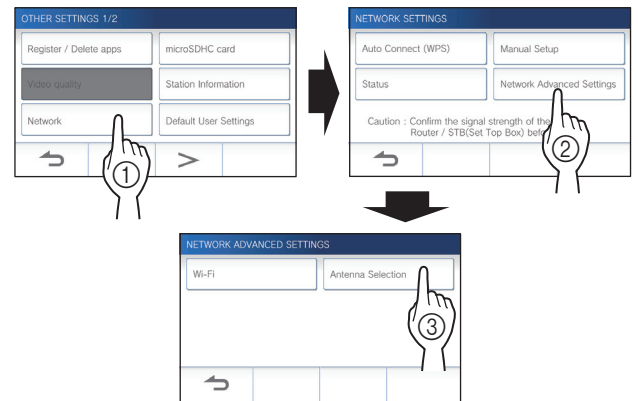 OTHER SETTINGS 1/2
Register / Delete apps
microSDHC card
Video quality
Station Information
Network
Default User Settings
>
1
NETWORK SETTINGS
Auto Connect (WPS)
Manual Setup
Status
Network Advanced Settings
Caution : Confirm the signal strength of the
Router / STB(Set Top Box)
2
NETWORK ADVANCED SETTINGS
Wi-Fi
Antenna Selection
3